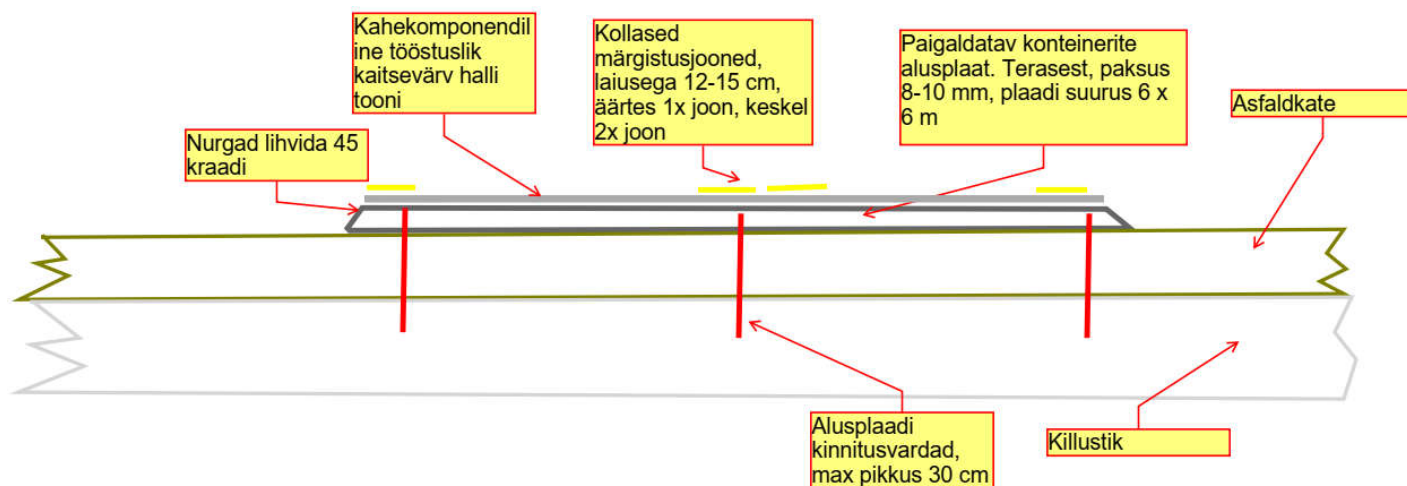 Kahekomponendil
ine tööstuslik
kaitsevärv halli
tooni
Kollased
märgistusjooned,
laiusega 12-15 cm,
äärtes 1x joon, keskel
2x joon
Paigaldatav konteinerite
alusplaat. Terasest, paksus
8-10 mm, plaadi suurus 6 x
6 m
Asfaldkate
Nurgad lihvida 45
kraadi
Alusplaadi
kinnitusvardad,
max pikkus 30 cm
Killustik